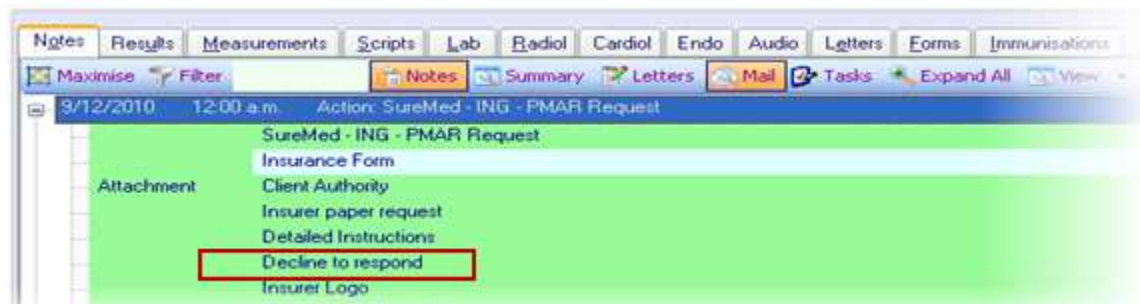 Notes Results Measurements Scripts Lab Radiol Cardiol Endo Audio Letters Forms Immunisations
Maximise Filter Notes Summary Letters Mail Tasks Expand All View
9/12/2010 12:00 a.m. Action: SureMed - ING - PMAR Request
SureMed - ING - PMAR Request
Insurance Form
Attachment Client Authority
Insurer paper request
Detailed Instructions
Decline to respond
Insurer Logo